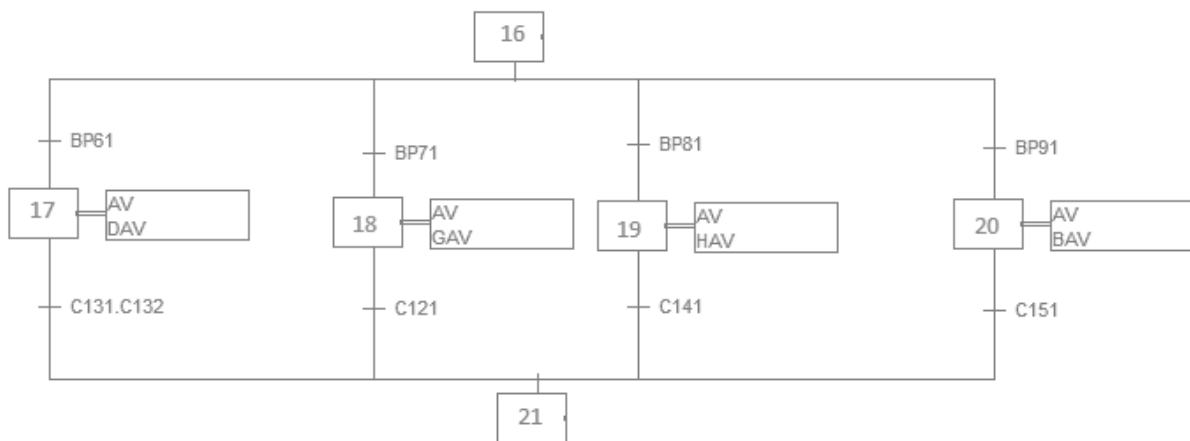 16
BP61
BP71
BP81
BP91
17
AV
DAV
18
AV
GAV
19
AV
HAV
20
AV
BAV
C131.C132
C121
C141
C151
21